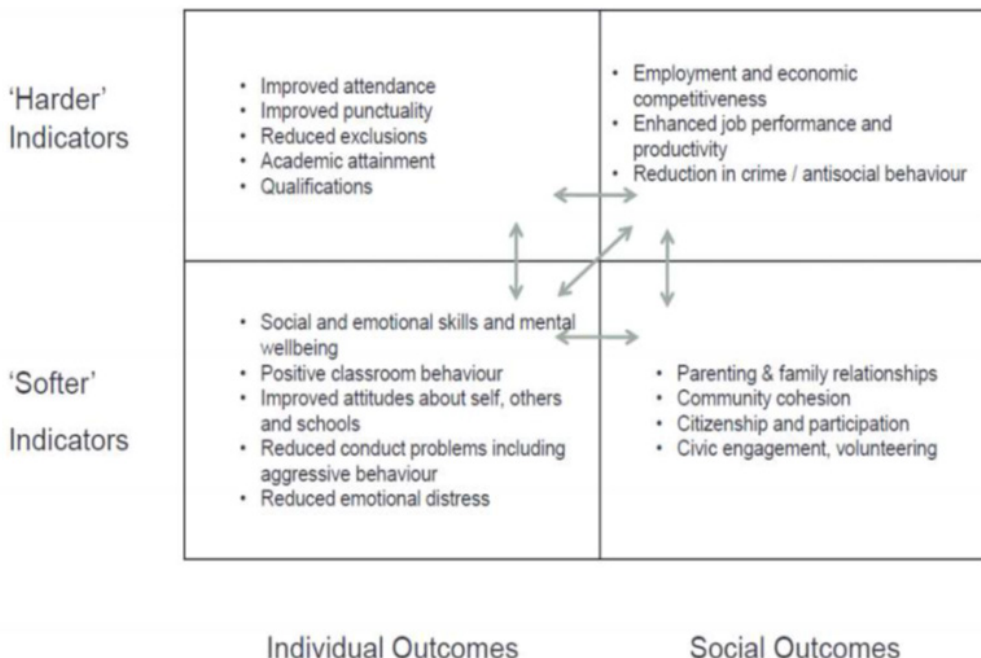 'Harder'
Indicators
• Improved attendance
• Improved punctuality
• Reduced exclusions
• Academic attainment
• Qualifications
• Employment and economic
competitiveness
• Enhanced job performance and
productivity
• Reduction in crime / antisocial behaviour
'Softer'
Indicators
• Social and emotional skills and mental
wellbeing
• Positive classroom behaviour
• Improved attitudes about self, others
and schools
• Reduced conduct problems including
aggressive behaviour
• Reduced emotional distress
• Parenting & family relationships
• Community cohesion
• Citizenship and participation
• Civic engagement, volunteering
Individual Outcomes
Social Outcomes